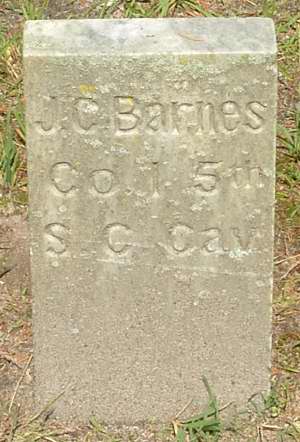 J.C. Barnes
Co. I. 5th
S C Cav